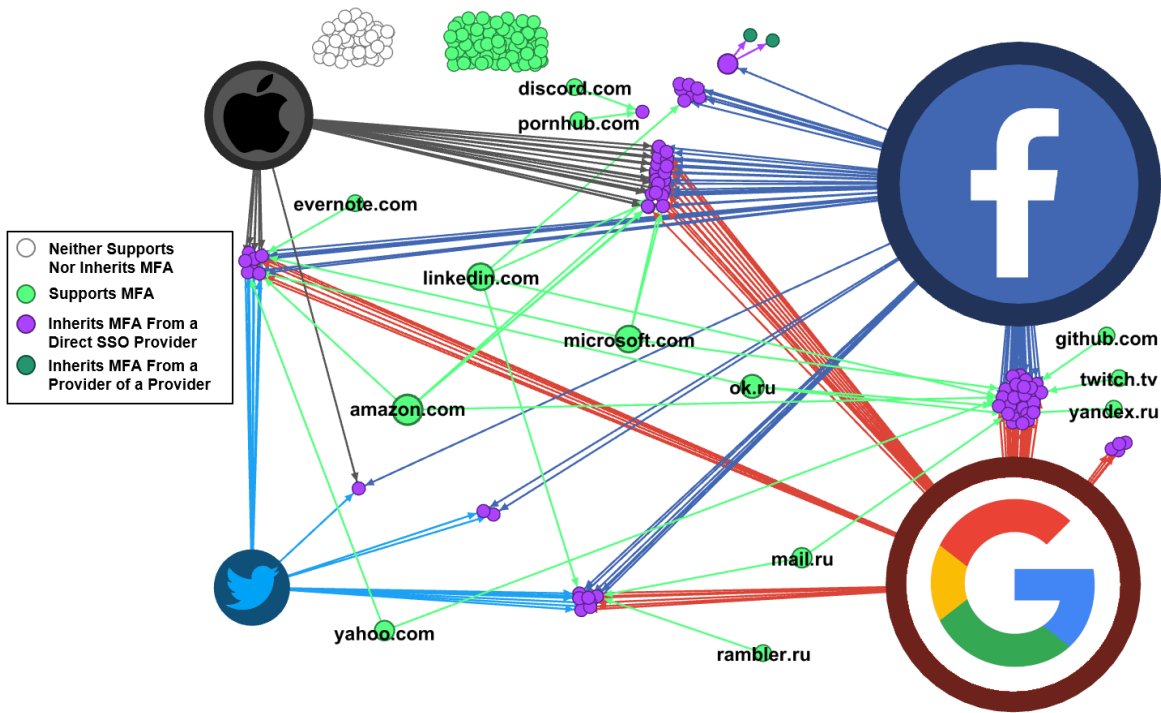 discord.com
pornhub.com
evernote.com
Neither Supports
Nor Inherits MFA
Supports MFA
Inherits MFA From a
Direct SSO Provider
Inherits MFA From a
Provider of a Provider
linkedin.com
microsoft.com
github.com
twitch.tv
ok.ru
yandex.ru
amazon.com
mail.ru
yahoo.com
rambler.ru